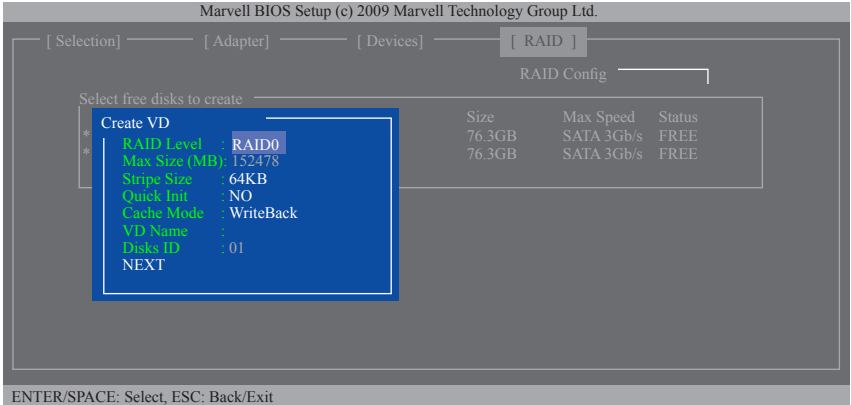 Marvell BIOS Setup (c) 2009 Marvell Technology Group Ltd.
[ Selection] [ Adapter] [ Devices] [ RAID ]
RAID Config
Select free disks to create
Size Max Speed Status
* 76.3GB SATA 3Gb/s FREE
* 76.3GB SATA 3Gb/s FREE
Create VD
RAID Level : RAID0
Max Size (MB): 152478
Stripe Size : 64KB
Quick Init : NO
Cache Mode : WriteBack
VD Name :
Disks ID : 01
NEXT
ENTER/SPACE: Select, ESC: Back/Exit